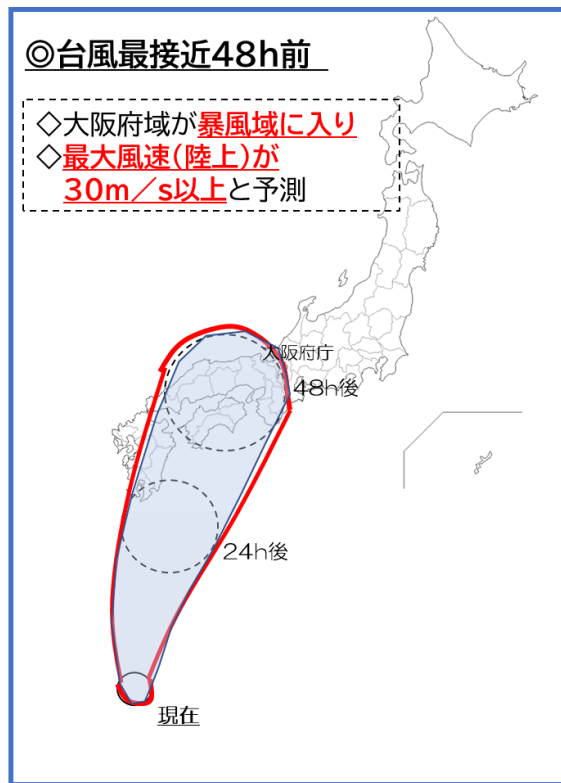 ◎台風最接近48h前
◇大阪府域が暴風域に入り
◇最大風速(陸上)が
30m/s以上と予測
大阪府庁
48h後
24h後
現在